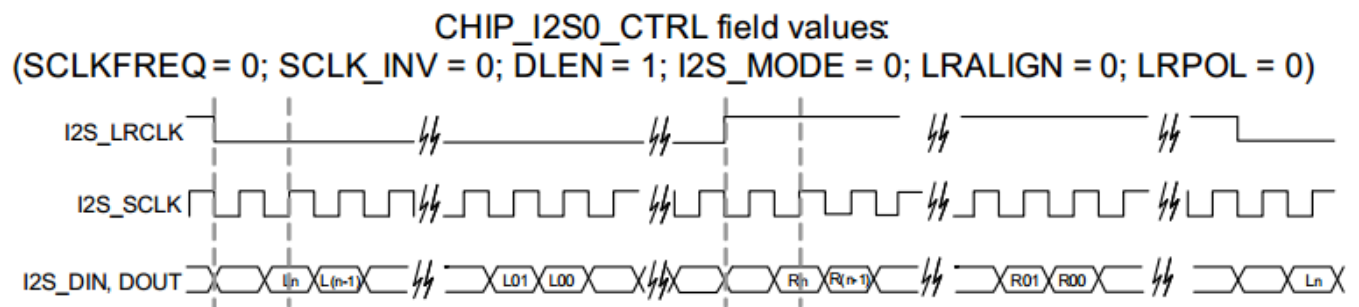 CHIP_I2S0_CTRL field values:
(SCLKFREQ = 0; SCLK_INV = 0; DLEN = 1; I2S_MODE = 0; LRALIGN = 0; LRPOL = 0)
I2S_LRCLK
I2S_SCLK
I2S_DIN, DOUT Ln L(n-1) L01 L00 Rn R(n-1) R01 R00 Ln